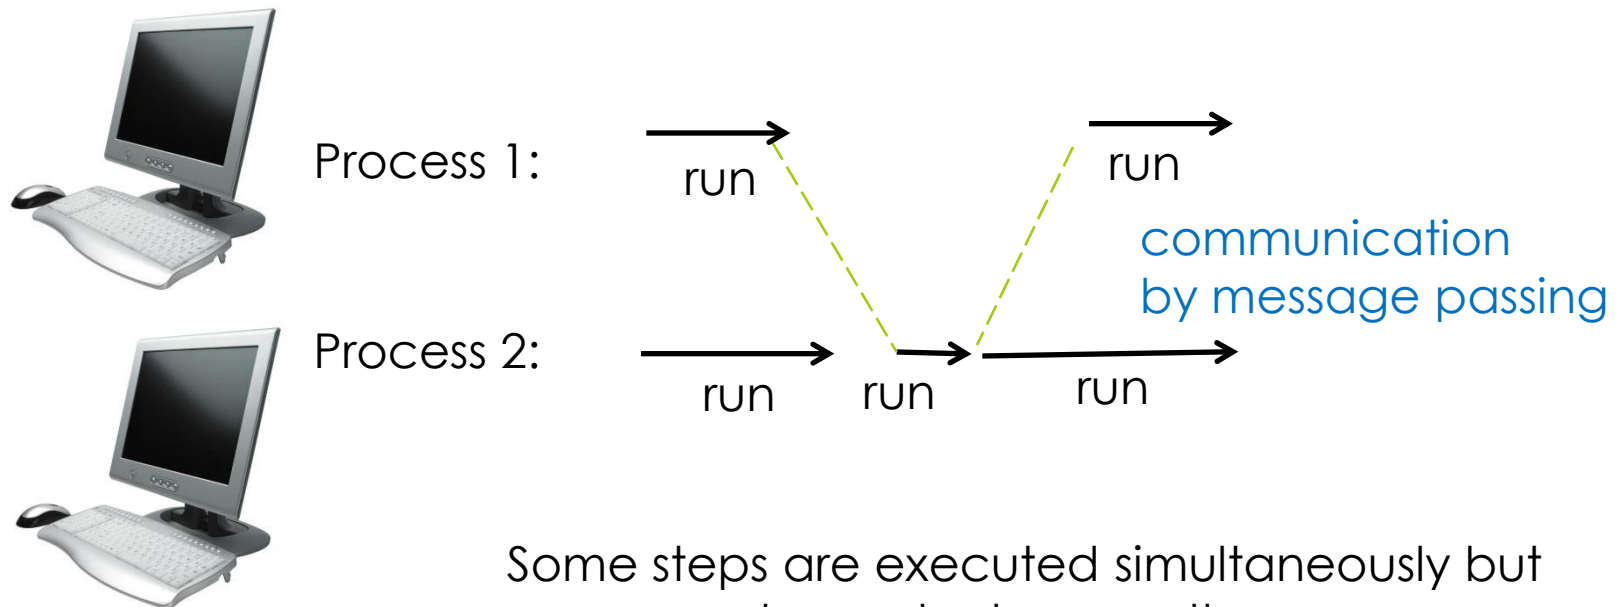 Process 1:
run
run
communication
by message passing
Process 2:
run
run
run
Some steps are executed simultaneously but